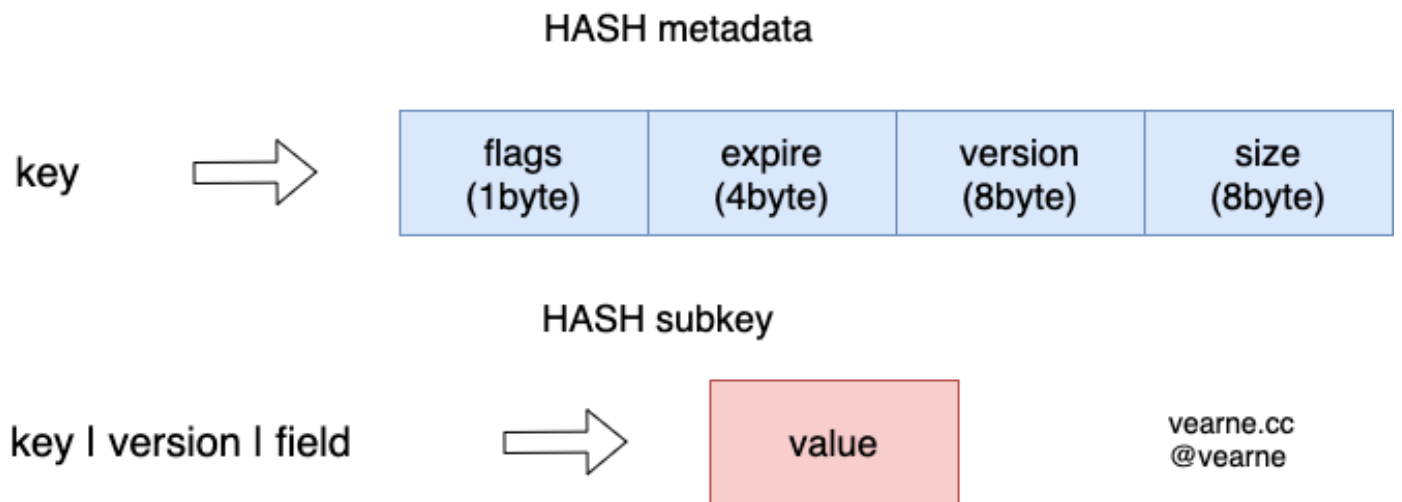 HASH metadata
key
flags
(1byte)
expire
(4byte)
version
(8byte)
size
(8byte)
HASH subkey
key | version | field
value
vearne.cc
@vearne